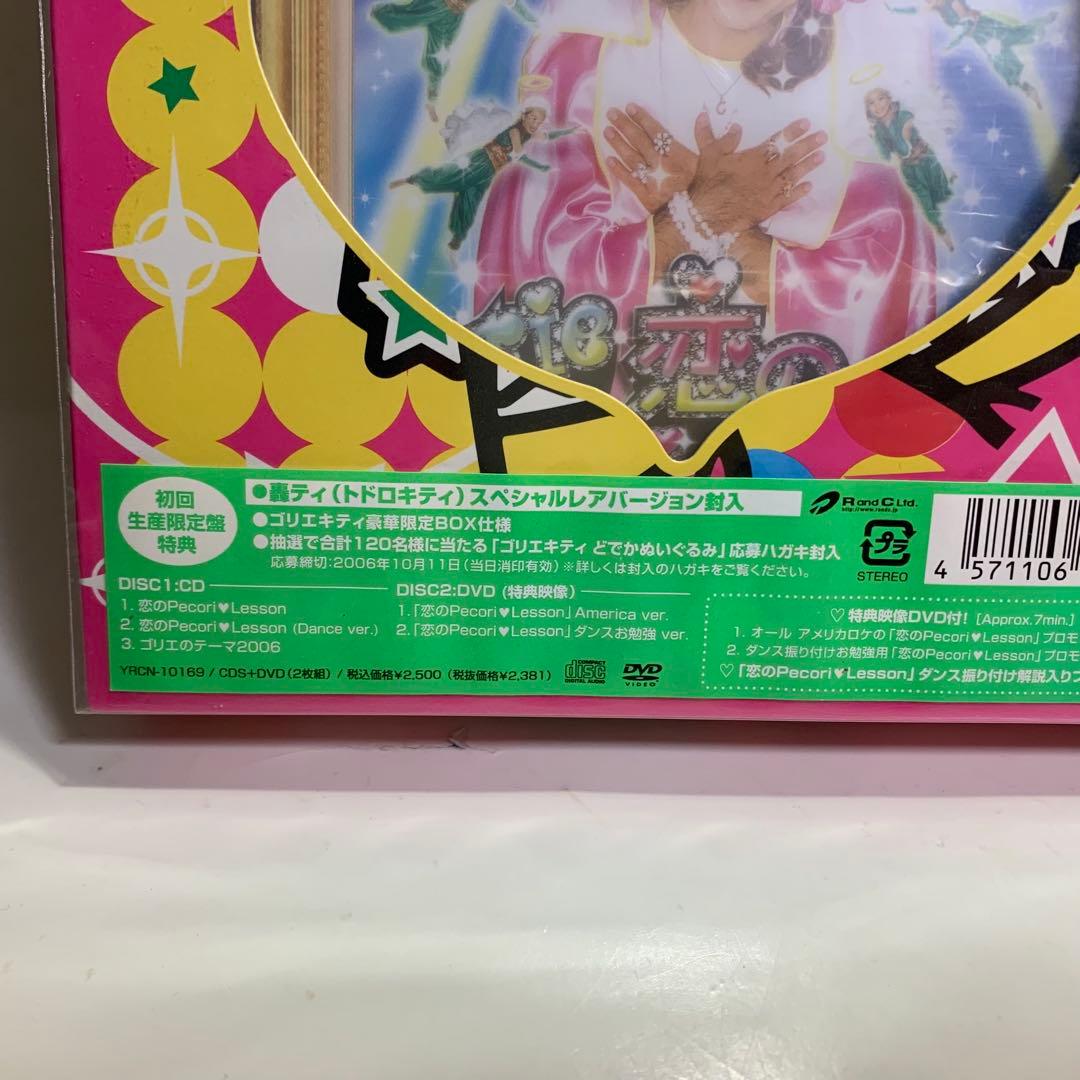 恋の
初回
生産限定盤
特典
●轟ティ(トドロキティ)スペシャルレアバージョン封入
●ゴリエキティ豪華限定BOX仕様
●抽選で合計120名様に当たる「ゴリエキティ どでかぬいぐるみ」応募ハガキ封入
応募締切:2006年10月11日(当日消印有効)※詳しくは封入のハガキをご覧ください。
DISC1:CD
1. 恋のPecori♥Lesson
2. 恋のPecori♥Lesson (Dance ver.)
3. ゴリエのテーマ2006
DISC2:DVD (特典映像)
1.「恋のPecori♥Lesson」America ver.
2.「恋のPecori♥Lesson」ダンスお勉強 ver.
YRCN-10169 / CDS+DVD(2枚組) / 税込価格¥2,500(税抜価格¥2,381)
COMPACT
disc
DIGITAL AUDIO
DVD
VIDEO
R and C Ltd.
http://www.randc.jp
プラ
STEREO
4 571106
♡特典映像DVD付! [Approx.7min.]
1. オール アメリカロケの「恋のPecori♥Lesson」プロモ
2. ダンス振り付けお勉強用「恋のPecori♥Lesson」プロモ
♡「恋のPecori♥Lesson」ダンス振り付け解説入りブ